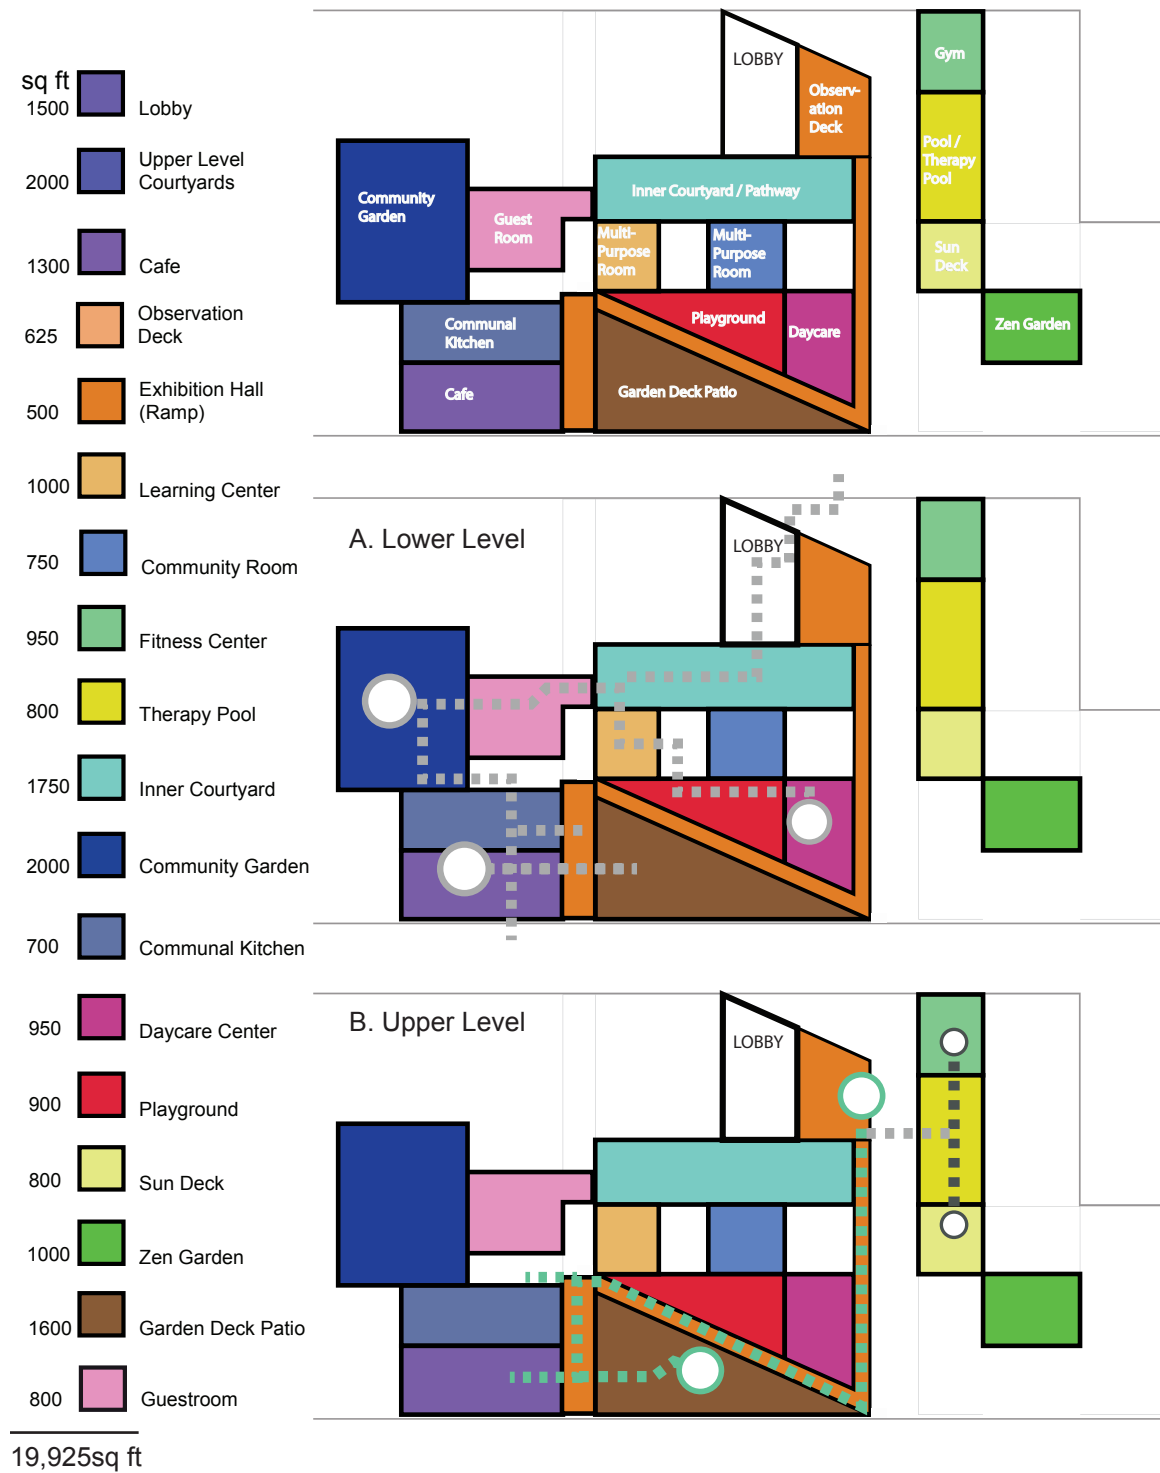 sq ft
1500
Lobby
2000
Upper Level
Courtyards
1300
Cafe
625
Observation
Deck
500
Exhibition Hall
(Ramp)
1000
Learning Center
750
Community Room
950
Fitness Center
800
Therapy Pool
1750
Inner Courtyard
2000
Community Garden
700
Communal Kitchen
950
Daycare Center
900
Playground
800
Sun Deck
1000
Zen Garden
1600
Garden Deck Patio
800
Guestroom
19,925sq ft
LOBBY
Observ-
ation
Deck
Gym
Pool /
Therapy
Pool
Community
Garden
Guest
Room
Inner Courtyard / Pathway
Multi-
Purpose
Room
Multi-
Purpose
Room
Sun
Deck
Communal
Kitchen
Playground
Daycare
Zen Garden
Cafe
Garden Deck Patio
A. Lower Level
LOBBY
B. Upper Level
LOBBY